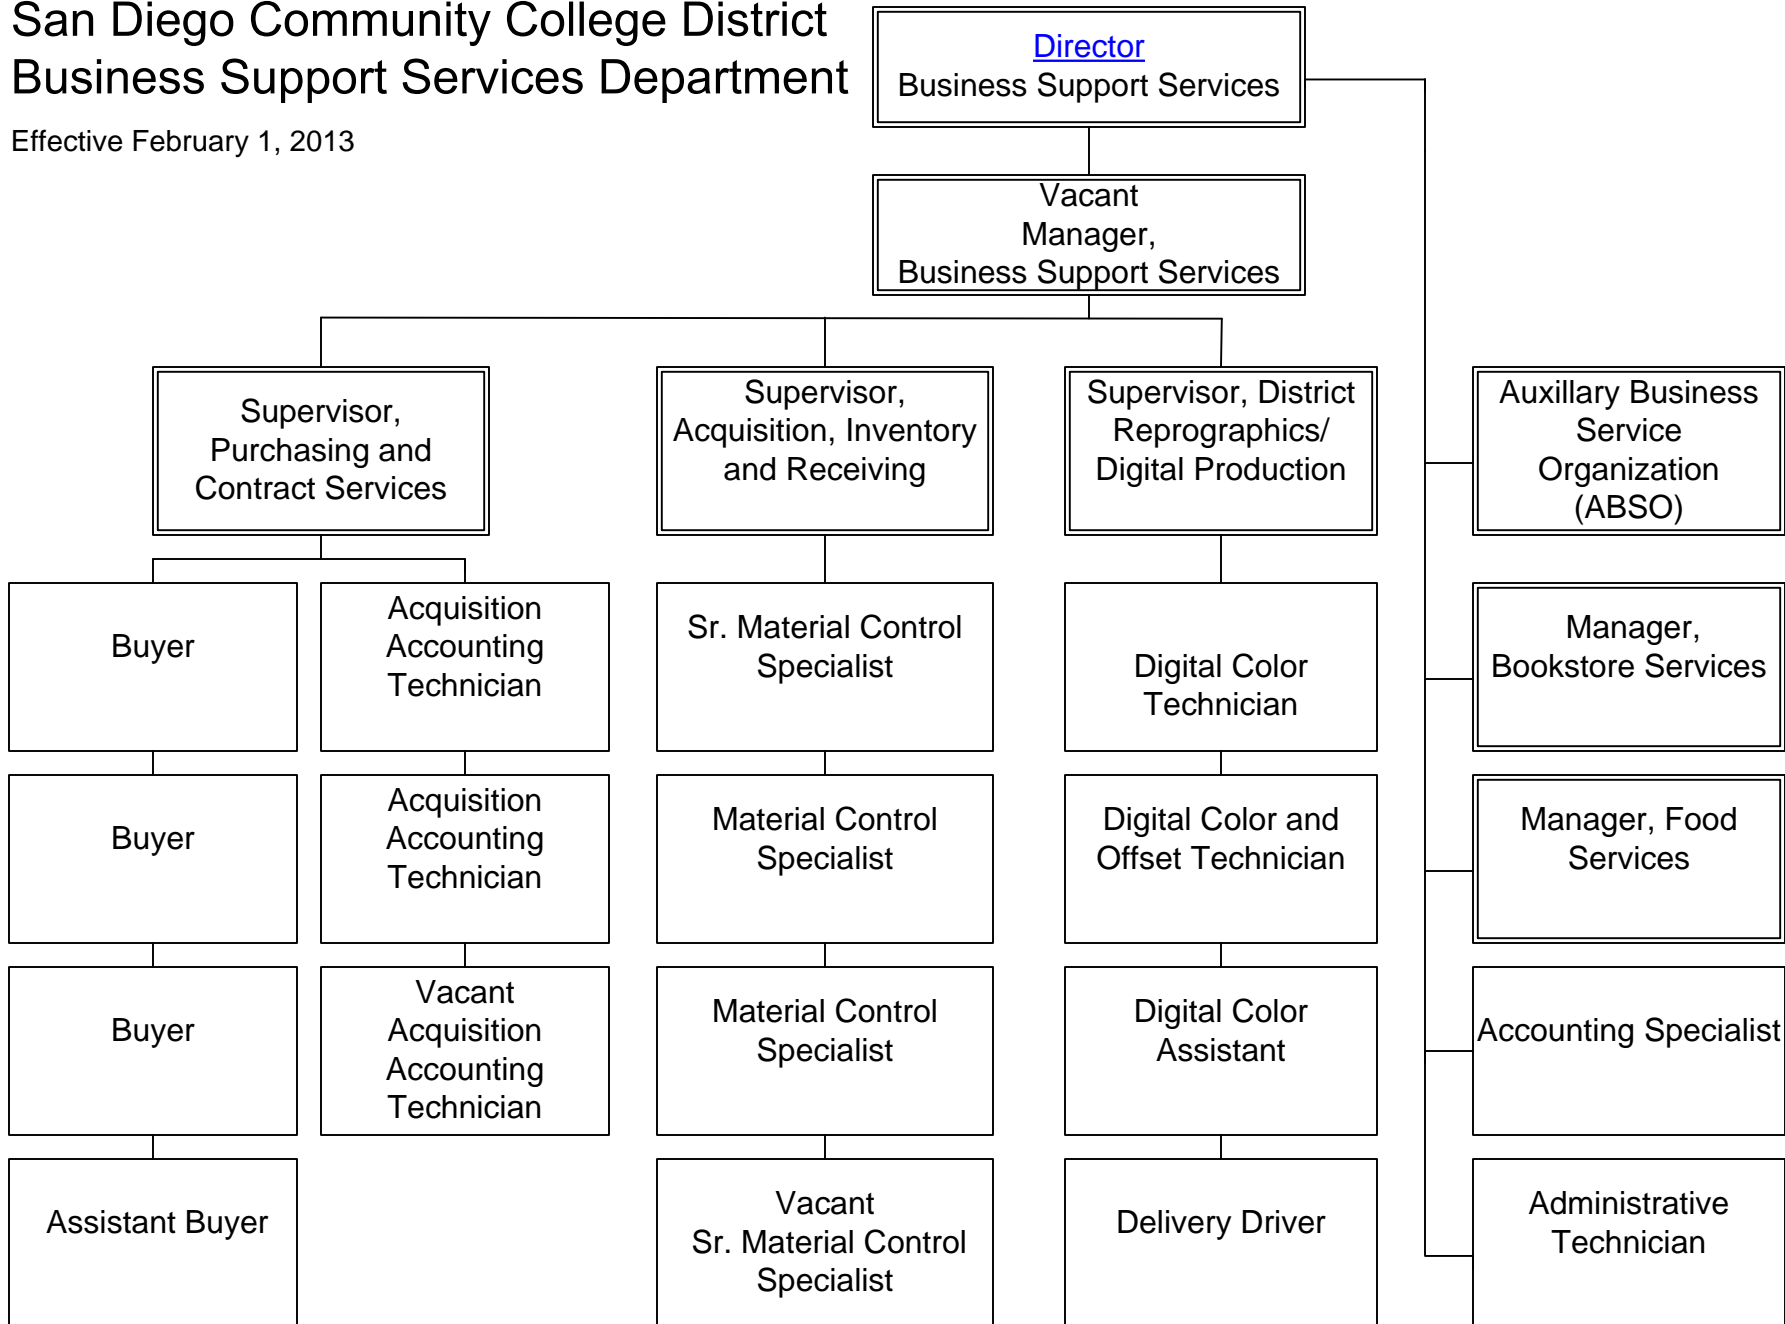 San Diego Community College District
Business Support Services Department
Effective February 1, 2013
Director
Business Support Services
Vacant
Manager,
Business Support Services
Supervisor,
Purchasing and
Contract Services
Supervisor,
Acquisition, Inventory
and Receiving
Supervisor, District
Reprographics/
Digital Production
Auxillary Business
Service
Organization
(ABSO)
Buyer
Acquisition
Accounting
Technician
Sr. Material Control
Specialist
Digital Color
Technician
Manager,
Bookstore Services
Buyer
Acquisition
Accounting
Technician
Material Control
Specialist
Digital Color and
Offset Technician
Manager, Food
Services
Buyer
Vacant
Acquisition
Accounting
Technician
Material Control
Specialist
Digital Color
Assistant
Accounting Specialist
Assistant Buyer
Vacant
Sr. Material Control
Specialist
Delivery Driver
Administrative
Technician